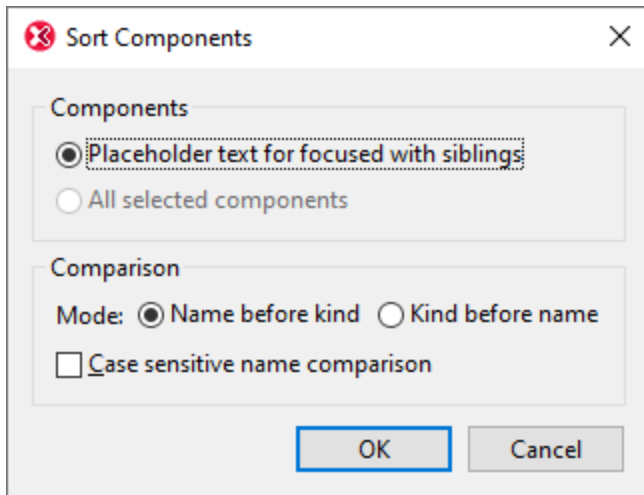 Sort Components
Components
Placeholder text for focused with siblings
All selected components
Comparison
Mode: Name before kind Kind before name
Case sensitive name comparison
OK Cancel